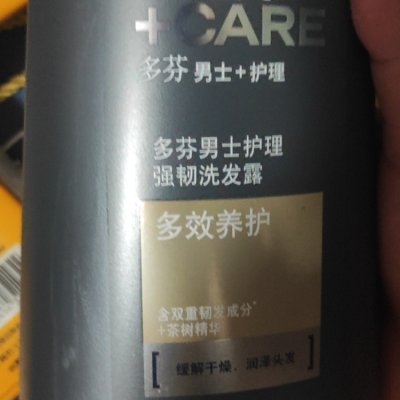 +CARE
多芬 男士+护理
多芬男士护理
强韧洗发露
多效养护
含双重韧发成分*
+茶树精华
[ 缓解干燥、润泽头发 ]